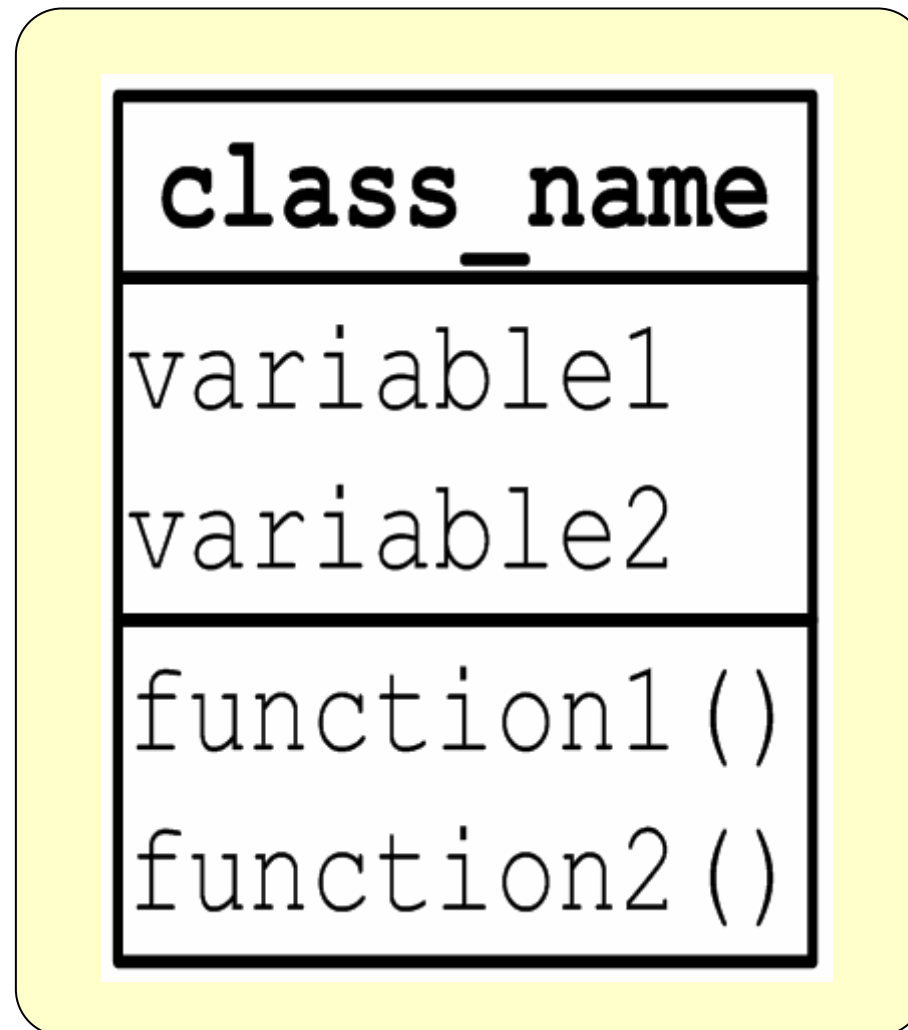 class_name
variable1
variable2
function1()
function2()